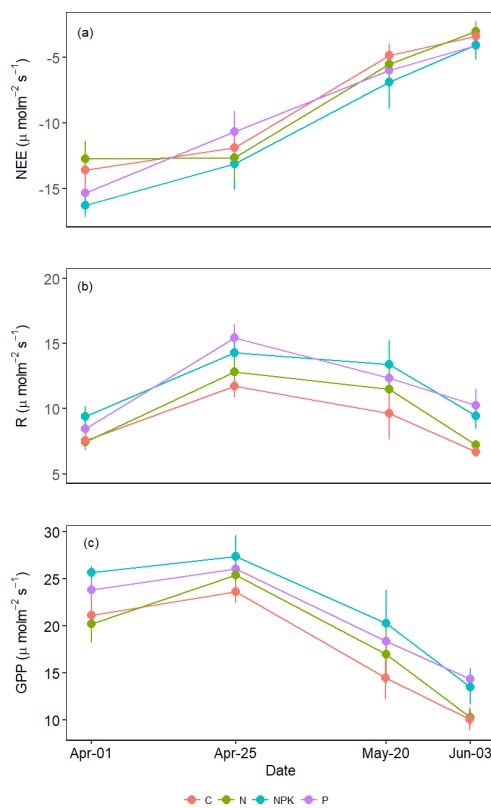 (a)
-5
-10
-15
NEE (μ molm⁻² s⁻¹)
(b)
20
15
10
5
R (μ molm⁻² s⁻¹)
(c)
30
25
20
15
10
GPP (μ molm⁻² s⁻¹)
Apr-01 Apr-25 May-20 Jun-03
Date
C N NPK P